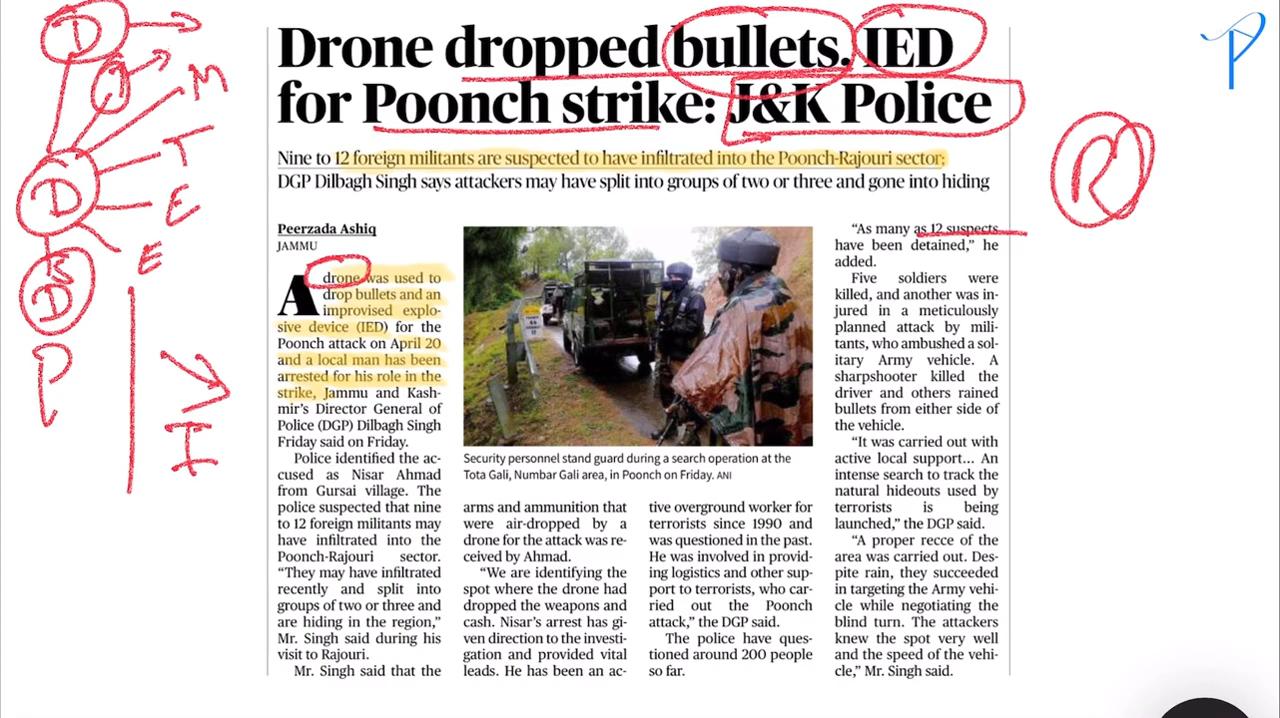 Drone dropped bullets, IED
for Poonch strike: J&K Police
Nine to 12 foreign militants are suspected to have infiltrated into the Poonch-Rajouri sector;
DGP Dilbagh Singh says attackers may have split into groups of two or three and gone into hiding
Peerzada Ashiq
JAMMU
A drone was used to
drop bullets and an
improvised explo-
sive device (IED) for the
Poonch attack on April 20
and a local man has been
arrested for his role in the
strike, Jammu and Kash-
mir's Director General of
Police (DGP) Dilbagh Singh
Friday said on Friday.
Police identified the ac-
cused as Nisar Ahmad
from Gursai village. The
police suspected that nine
to 12 foreign militants may
have infiltrated into the
Poonch-Rajouri sector.
“They may have infiltrated
recently and split into
groups of two or three and
are hiding in the region,”
Mr. Singh said during his
visit to Rajouri.
Mr. Singh said that the
Security personnel stand guard during a search operation at the
Tota Gali, Numbar Gali area, in Poonch on Friday. ANI
arms and ammunition that
were air-dropped by a
drone for the attack was re-
ceived by Ahmad.
“We are identifying the
spot where the drone had
dropped the weapons and
cash. Nisar's arrest has gi-
ven direction to the investi-
gation and provided vital
leads. He has been an ac-
tive overground worker for
terrorists since 1990 and
was questioned in the past.
He was involved in provid-
ing logistics and other sup-
port to terrorists, who car-
ried out the Poonch
attack,” the DGP said.
The police have ques-
tioned around 200 people
so far.
“As many as 12 suspects
have been detained,” he
added.
Five soldiers were
killed, and another was in-
jured in a meticulously
planned attack by mili-
tants, who ambushed a sol-
itary Army vehicle. A
sharpshooter killed the
driver and others rained
bullets from either side of
the vehicle.
“It was carried out with
active local support... An
intense search to track the
natural hideouts used by
terrorists is being
launched,” the DGP said.
“A proper recce of the
area was carried out. Des-
pite rain, they succeeded
in targeting the Army vehi-
cle while negotiating the
blind turn. The attackers
knew the spot very well
and the speed of the vehi-
cle,” Mr. Singh said.
D
M
T
D
E
E
D
P
I
R
P